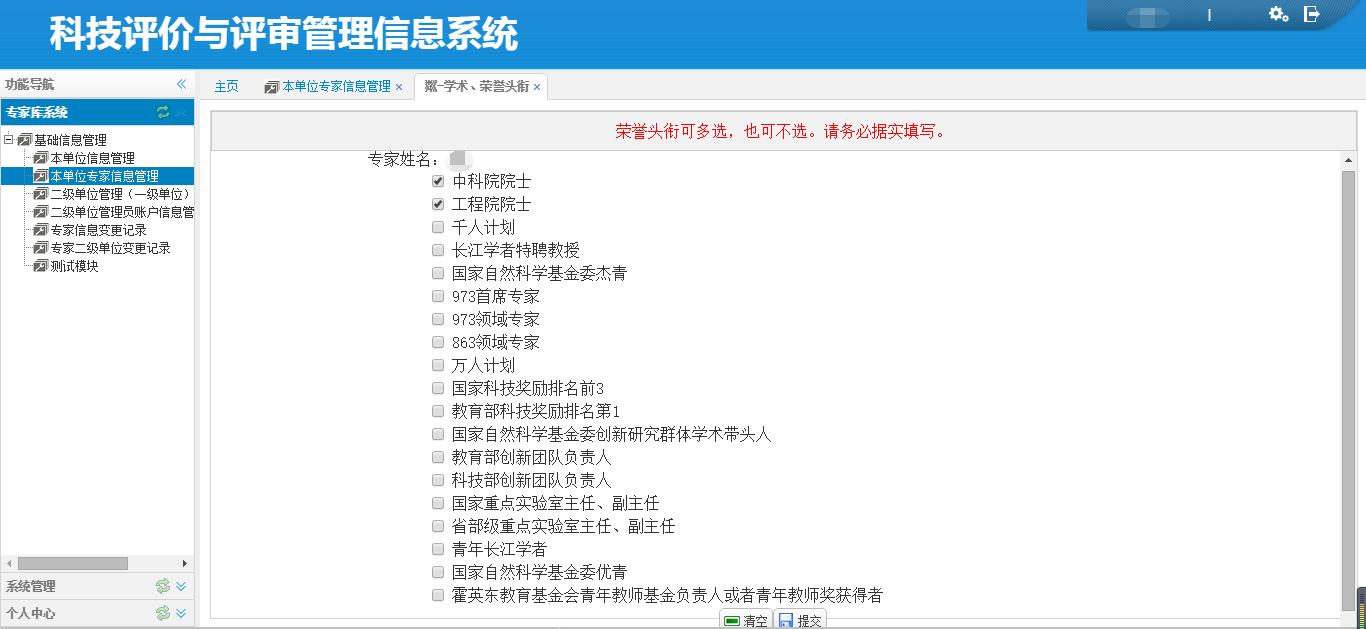 科技评价与评审管理信息系统
功能导航
主页
本单位专家信息管理
-学术、荣誉头衔
专家库系统
基础信息管理
本单位信息管理
本单位专家信息管理
二级单位管理（一级单位）
二级单位管理员账户信息管
专家信息变更记录
专家二级单位变更记录
测试模块
系统管理
个人中心
荣誉头衔可多选，也可不选。请务必据实填写。
专家姓名：
中科院院士
工程院院士
千人计划
长江学者特聘教授
国家自然科学基金委杰青
973首席专家
973领域专家
863领域专家
万人计划
国家科技奖励排名前3
教育部科技奖励排名第1
国家自然科学基金委创新研究群体学术带头人
教育部创新团队负责人
科技部创新团队负责人
国家重点实验室主任、副主任
省部级重点实验室主任、副主任
青年长江学者
国家自然科学基金委优青
霍英东教育基金会青年教师基金负责人或者青年教师奖获得者
清空
提交